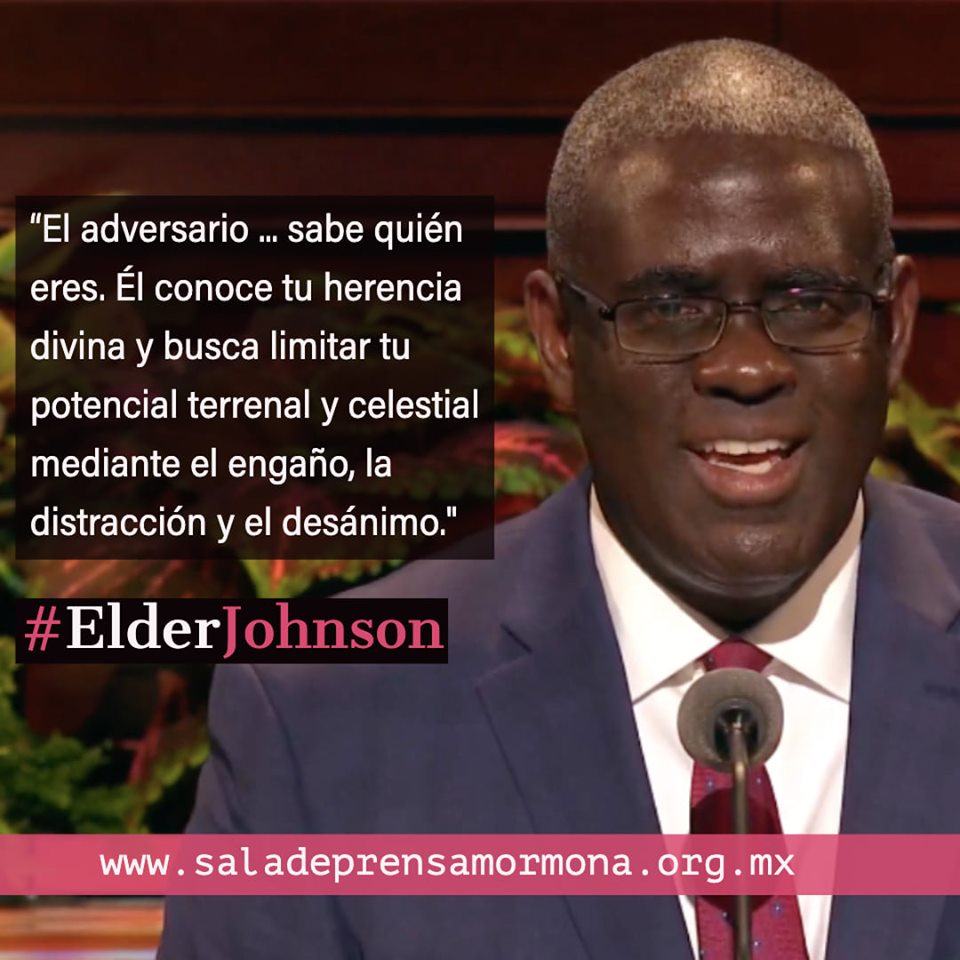 “El adversario ... sabe quién
eres. Él conoce tu herencia
divina y busca limitar tu
potencial terrenal y celestial
mediante el engaño, la
distracción y el desánimo."
#ElderJohnson
www.saladeprensamormona.org.mx